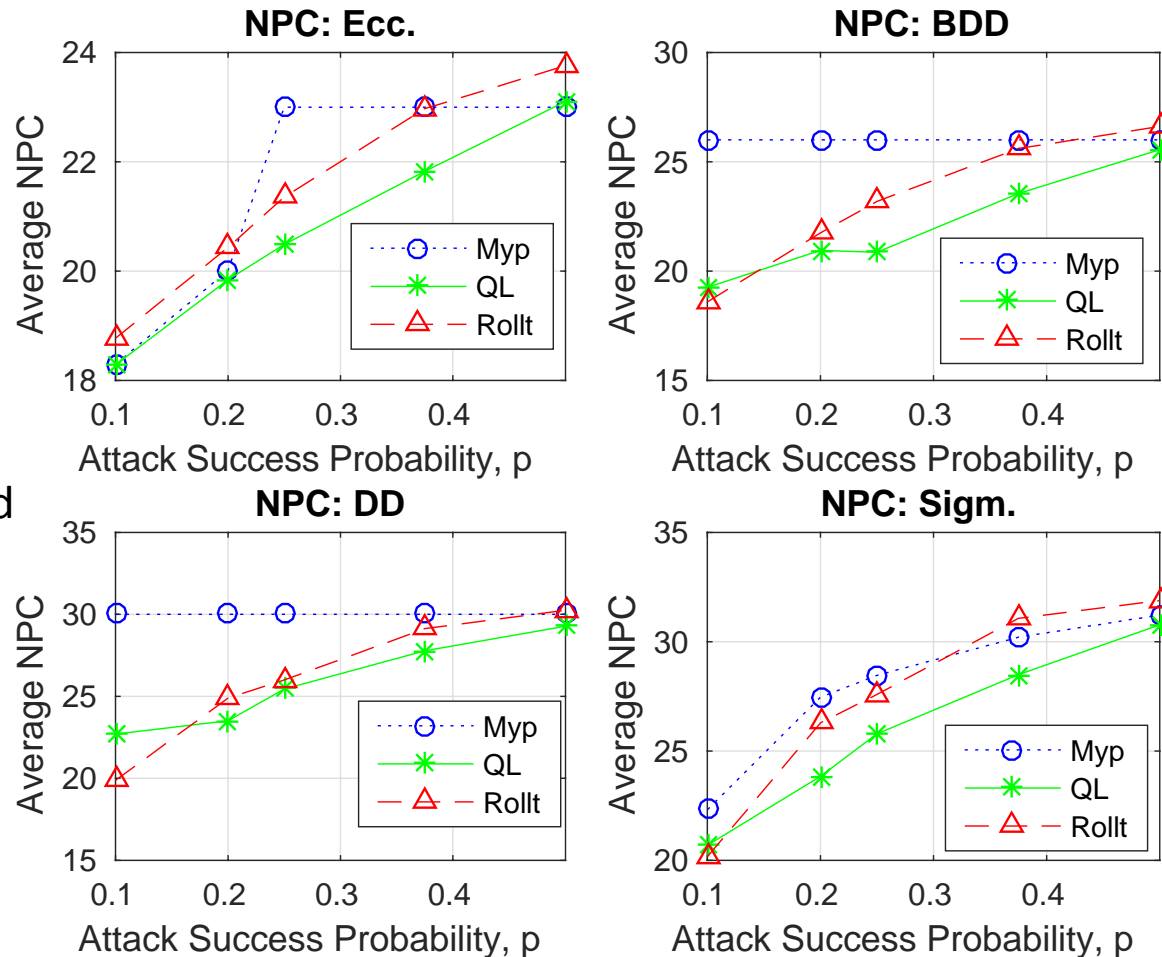 NPC: Ecc.
24
22
20
18
Average NPC
0.1 0.2 0.3 0.4
Attack Success Probability, p
Myp
QL
Rollt
NPC: BDD
30
25
20
15
Average NPC
0.1 0.2 0.3 0.4
Attack Success Probability, p
Myp
QL
Rollt
d
NPC: DD
35
30
25
20
15
Average NPC
0.1 0.2 0.3 0.4
Attack Success Probability, p
Myp
QL
Rollt
NPC: Sigm.
35
30
25
20
Average NPC
0.1 0.2 0.3 0.4
Attack Success Probability, p
Myp
QL
Rollt